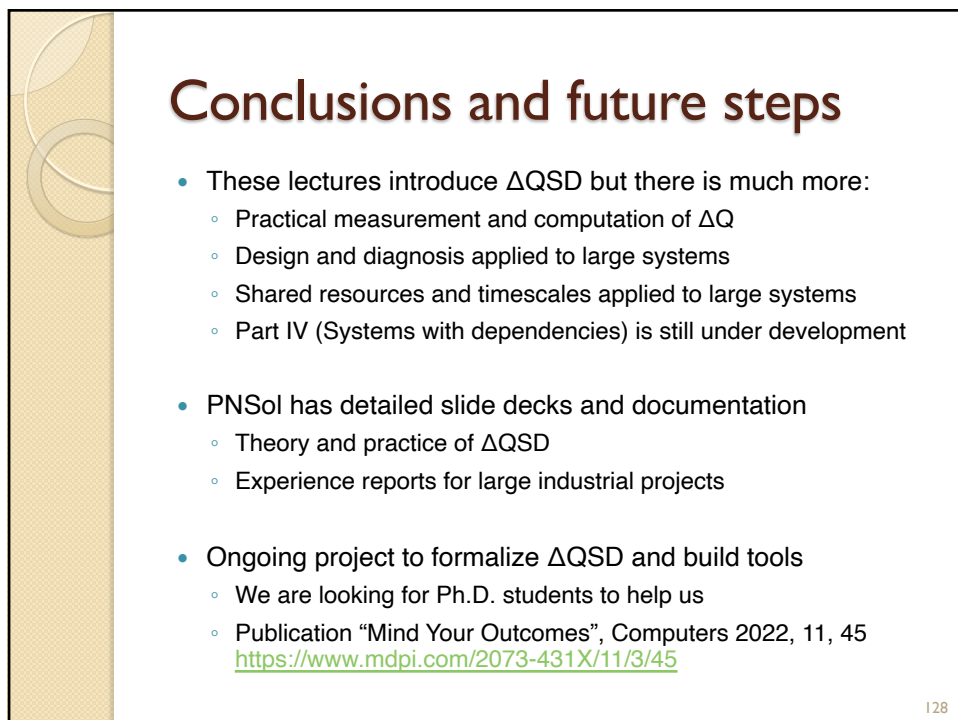 Conclusions and future steps
• These lectures introduce ΔQSD but there is much more:
◦ Practical measurement and computation of ΔQ
◦ Design and diagnosis applied to large systems
◦ Shared resources and timescales applied to large systems
◦ Part IV (Systems with dependencies) is still under development
• PNSol has detailed slide decks and documentation
◦ Theory and practice of ΔQSD
◦ Experience reports for large industrial projects
• Ongoing project to formalize ΔQSD and build tools
◦ We are looking for Ph.D. students to help us
◦ Publication “Mind Your Outcomes”, Computers 2022, 11, 45
https://www.mdpi.com/2073-431X/11/3/45
128